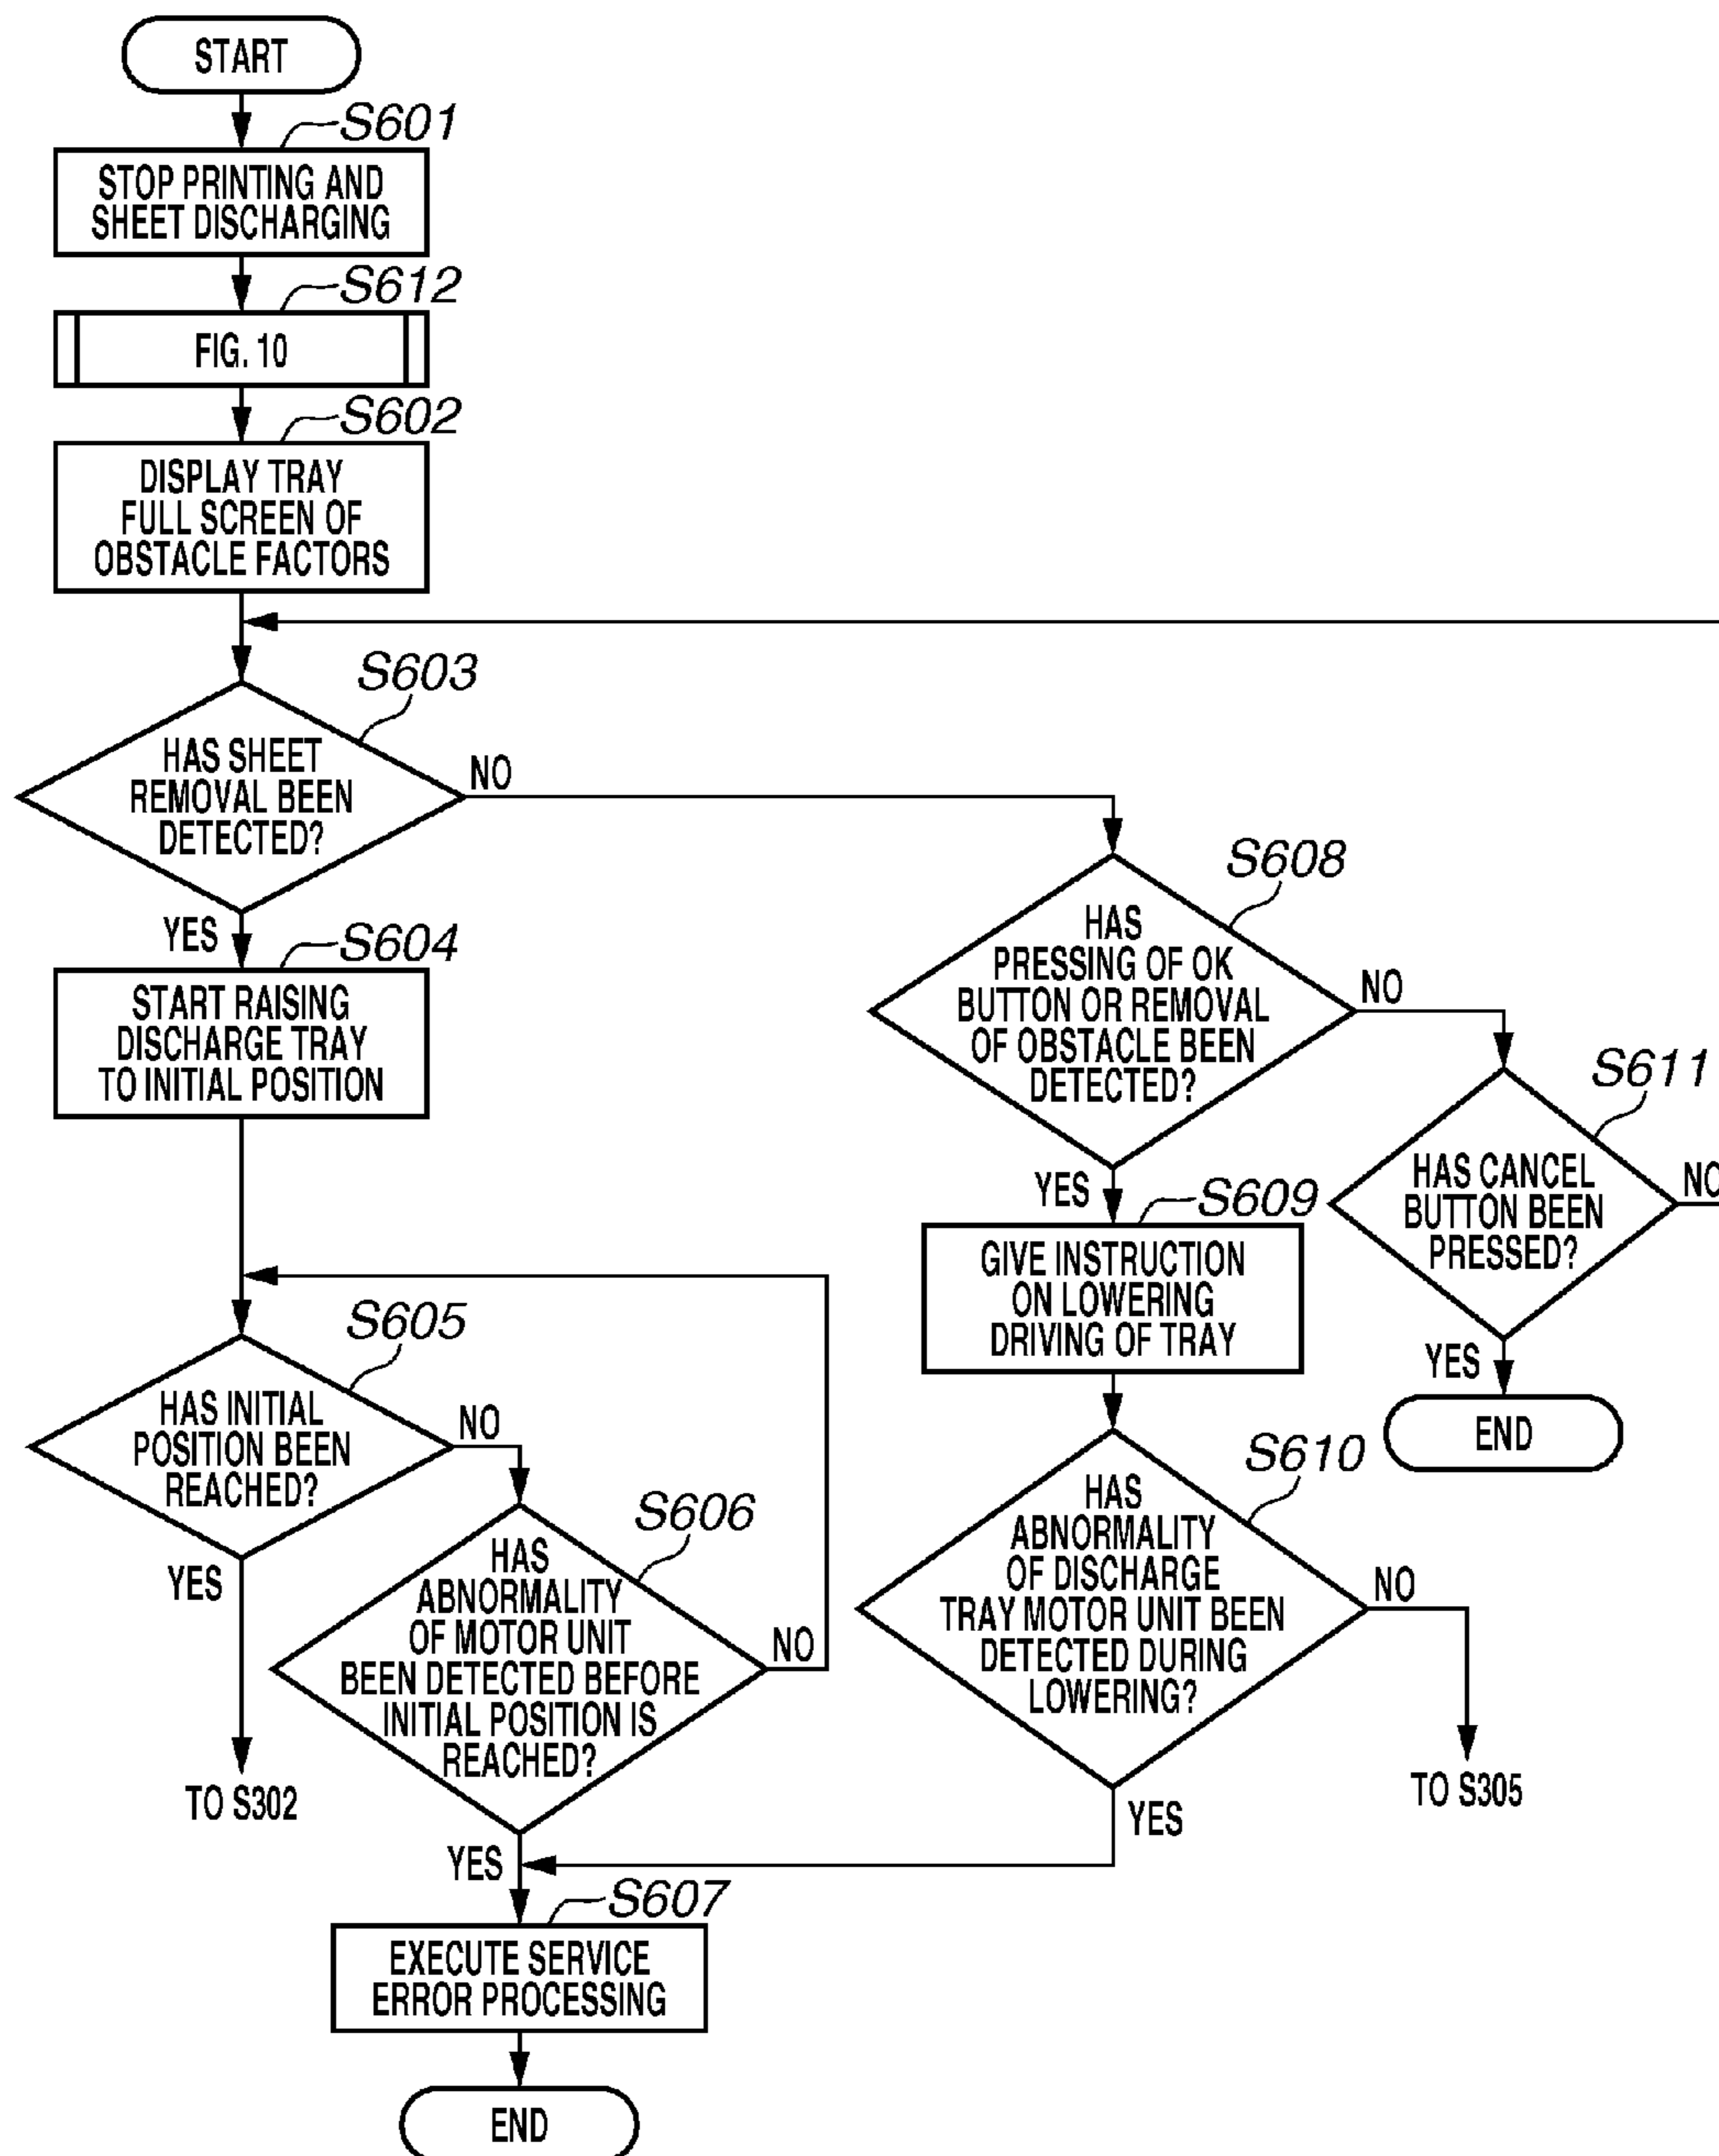 START
S601
STOP PRINTING AND
SHEET DISCHARGING
S612
FIG. 10
S602
DISPLAY TRAY
FULL SCREEN OF
OBSTACLE FACTORS
S603
HAS SHEET
REMOVAL BEEN
DETECTED?
NO
YES
S604
START RAISING
DISCHARGE TRAY
TO INITIAL POSITION
S605
HAS INITIAL
POSITION BEEN
REACHED?
NO
YES
TO S302
S606
HAS
ABNORMALITY
OF MOTOR UNIT
BEEN DETECTED BEFORE
INITIAL POSITION IS
REACHED?
NO
YES
S607
EXECUTE SERVICE
ERROR PROCESSING
END
S608
HAS
PRESSING OF OK
BUTTON OR REMOVAL
OF OBSTACLE BEEN
DETECTED?
NO
YES
S609
GIVE INSTRUCTION
ON LOWERING
DRIVING OF TRAY
S610
HAS
ABNORMALITY
OF DISCHARGE
TRAY MOTOR UNIT BEEN
DETECTED DURING
LOWERING?
NO
YES
TO S305
S611
HAS CANCEL
BUTTON BEEN
PRESSED?
NO
YES
END